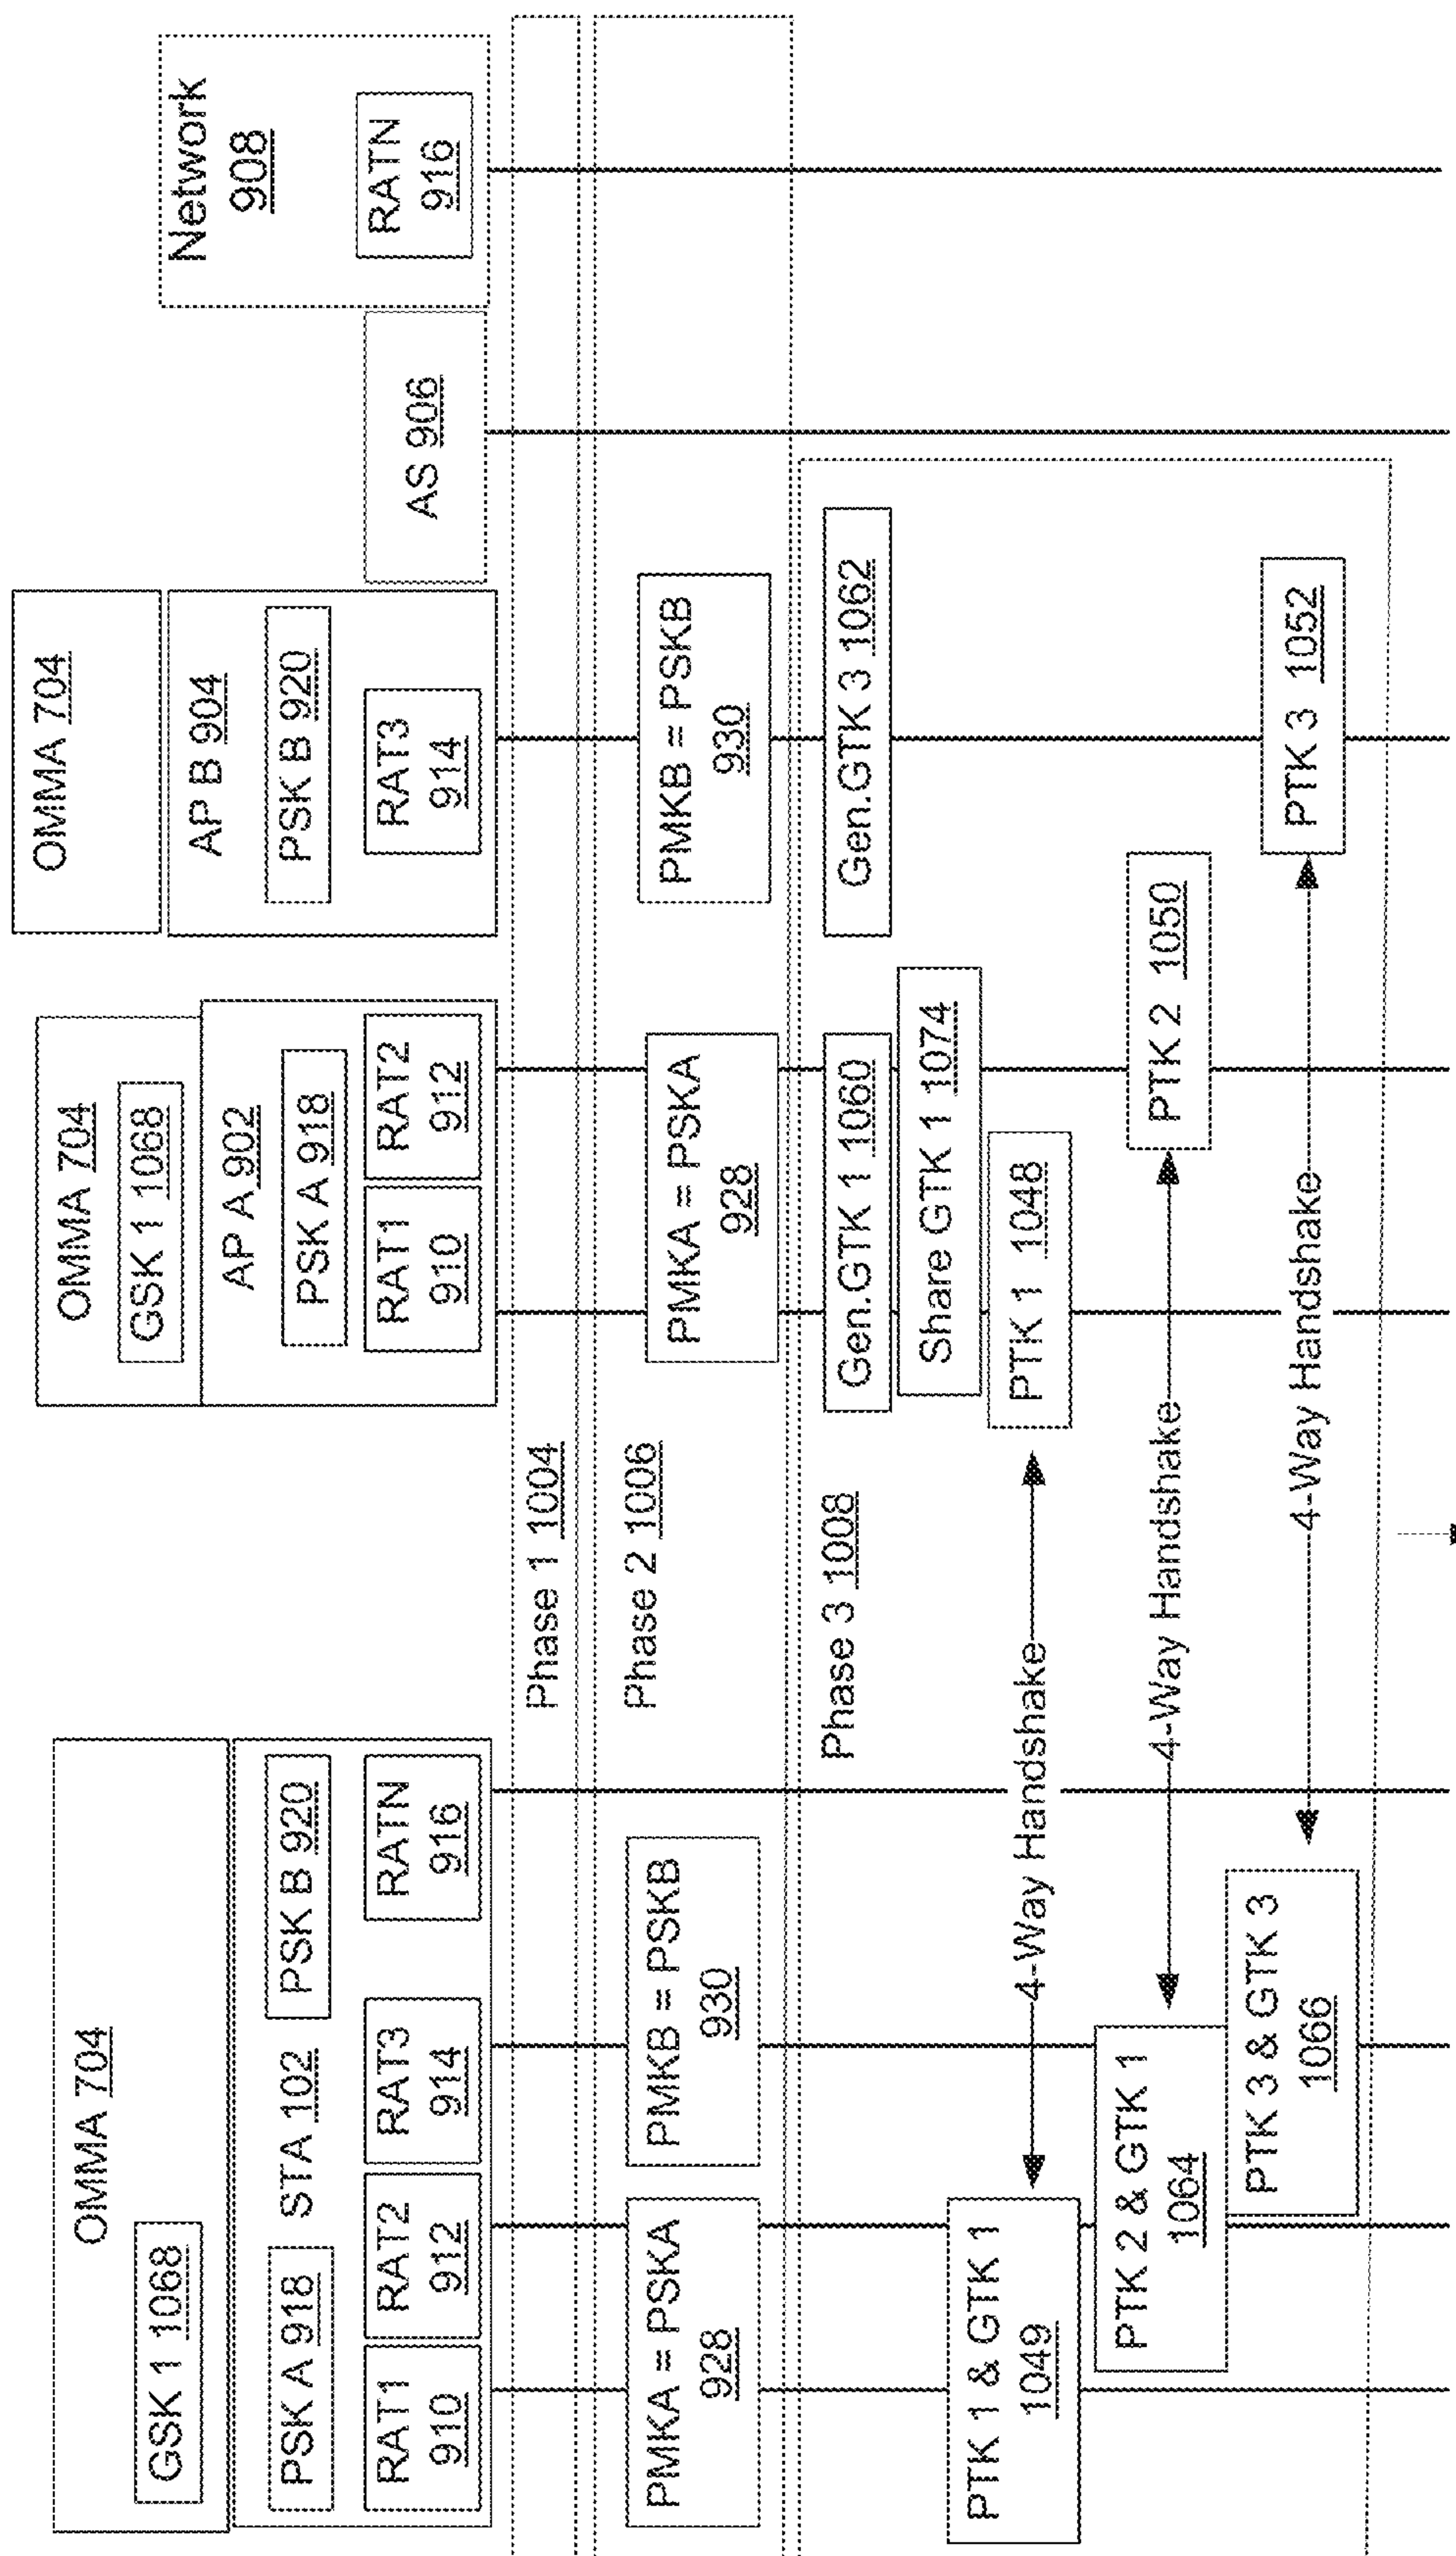 OMMA 704
GSK 1 1068
PSK A 918
STA 102
PSK B 920
RAT1
910
RAT2
912
RAT3
914
RATN
916
OMMA 704
GSK 1 1068
AP A 902
PSK A 918
RAT1
910
RAT2
912
OMMA 704
AP B 904
PSK B 920
RAT3
914
AS 906
Network
908
RATN
916
Phase 1 1004
Phase 2 1006
PMKA = PSKA
928
PMKB = PSKB
930
PMKA = PSKA
928
PMKB = PSKB
930
Phase 3 1008
Gen.GTK 1 1060
Gen.GTK 3 1062
Share GTK 1 1074
PTK 1 & GTK 1
1049
4-Way Handshake
PTK 1 1048
PTK 2 & GTK 1
1064
4-Way Handshake
PTK 2 1050
PTK 3 & GTK 3
1066
4-Way Handshake
PTK 3 1052